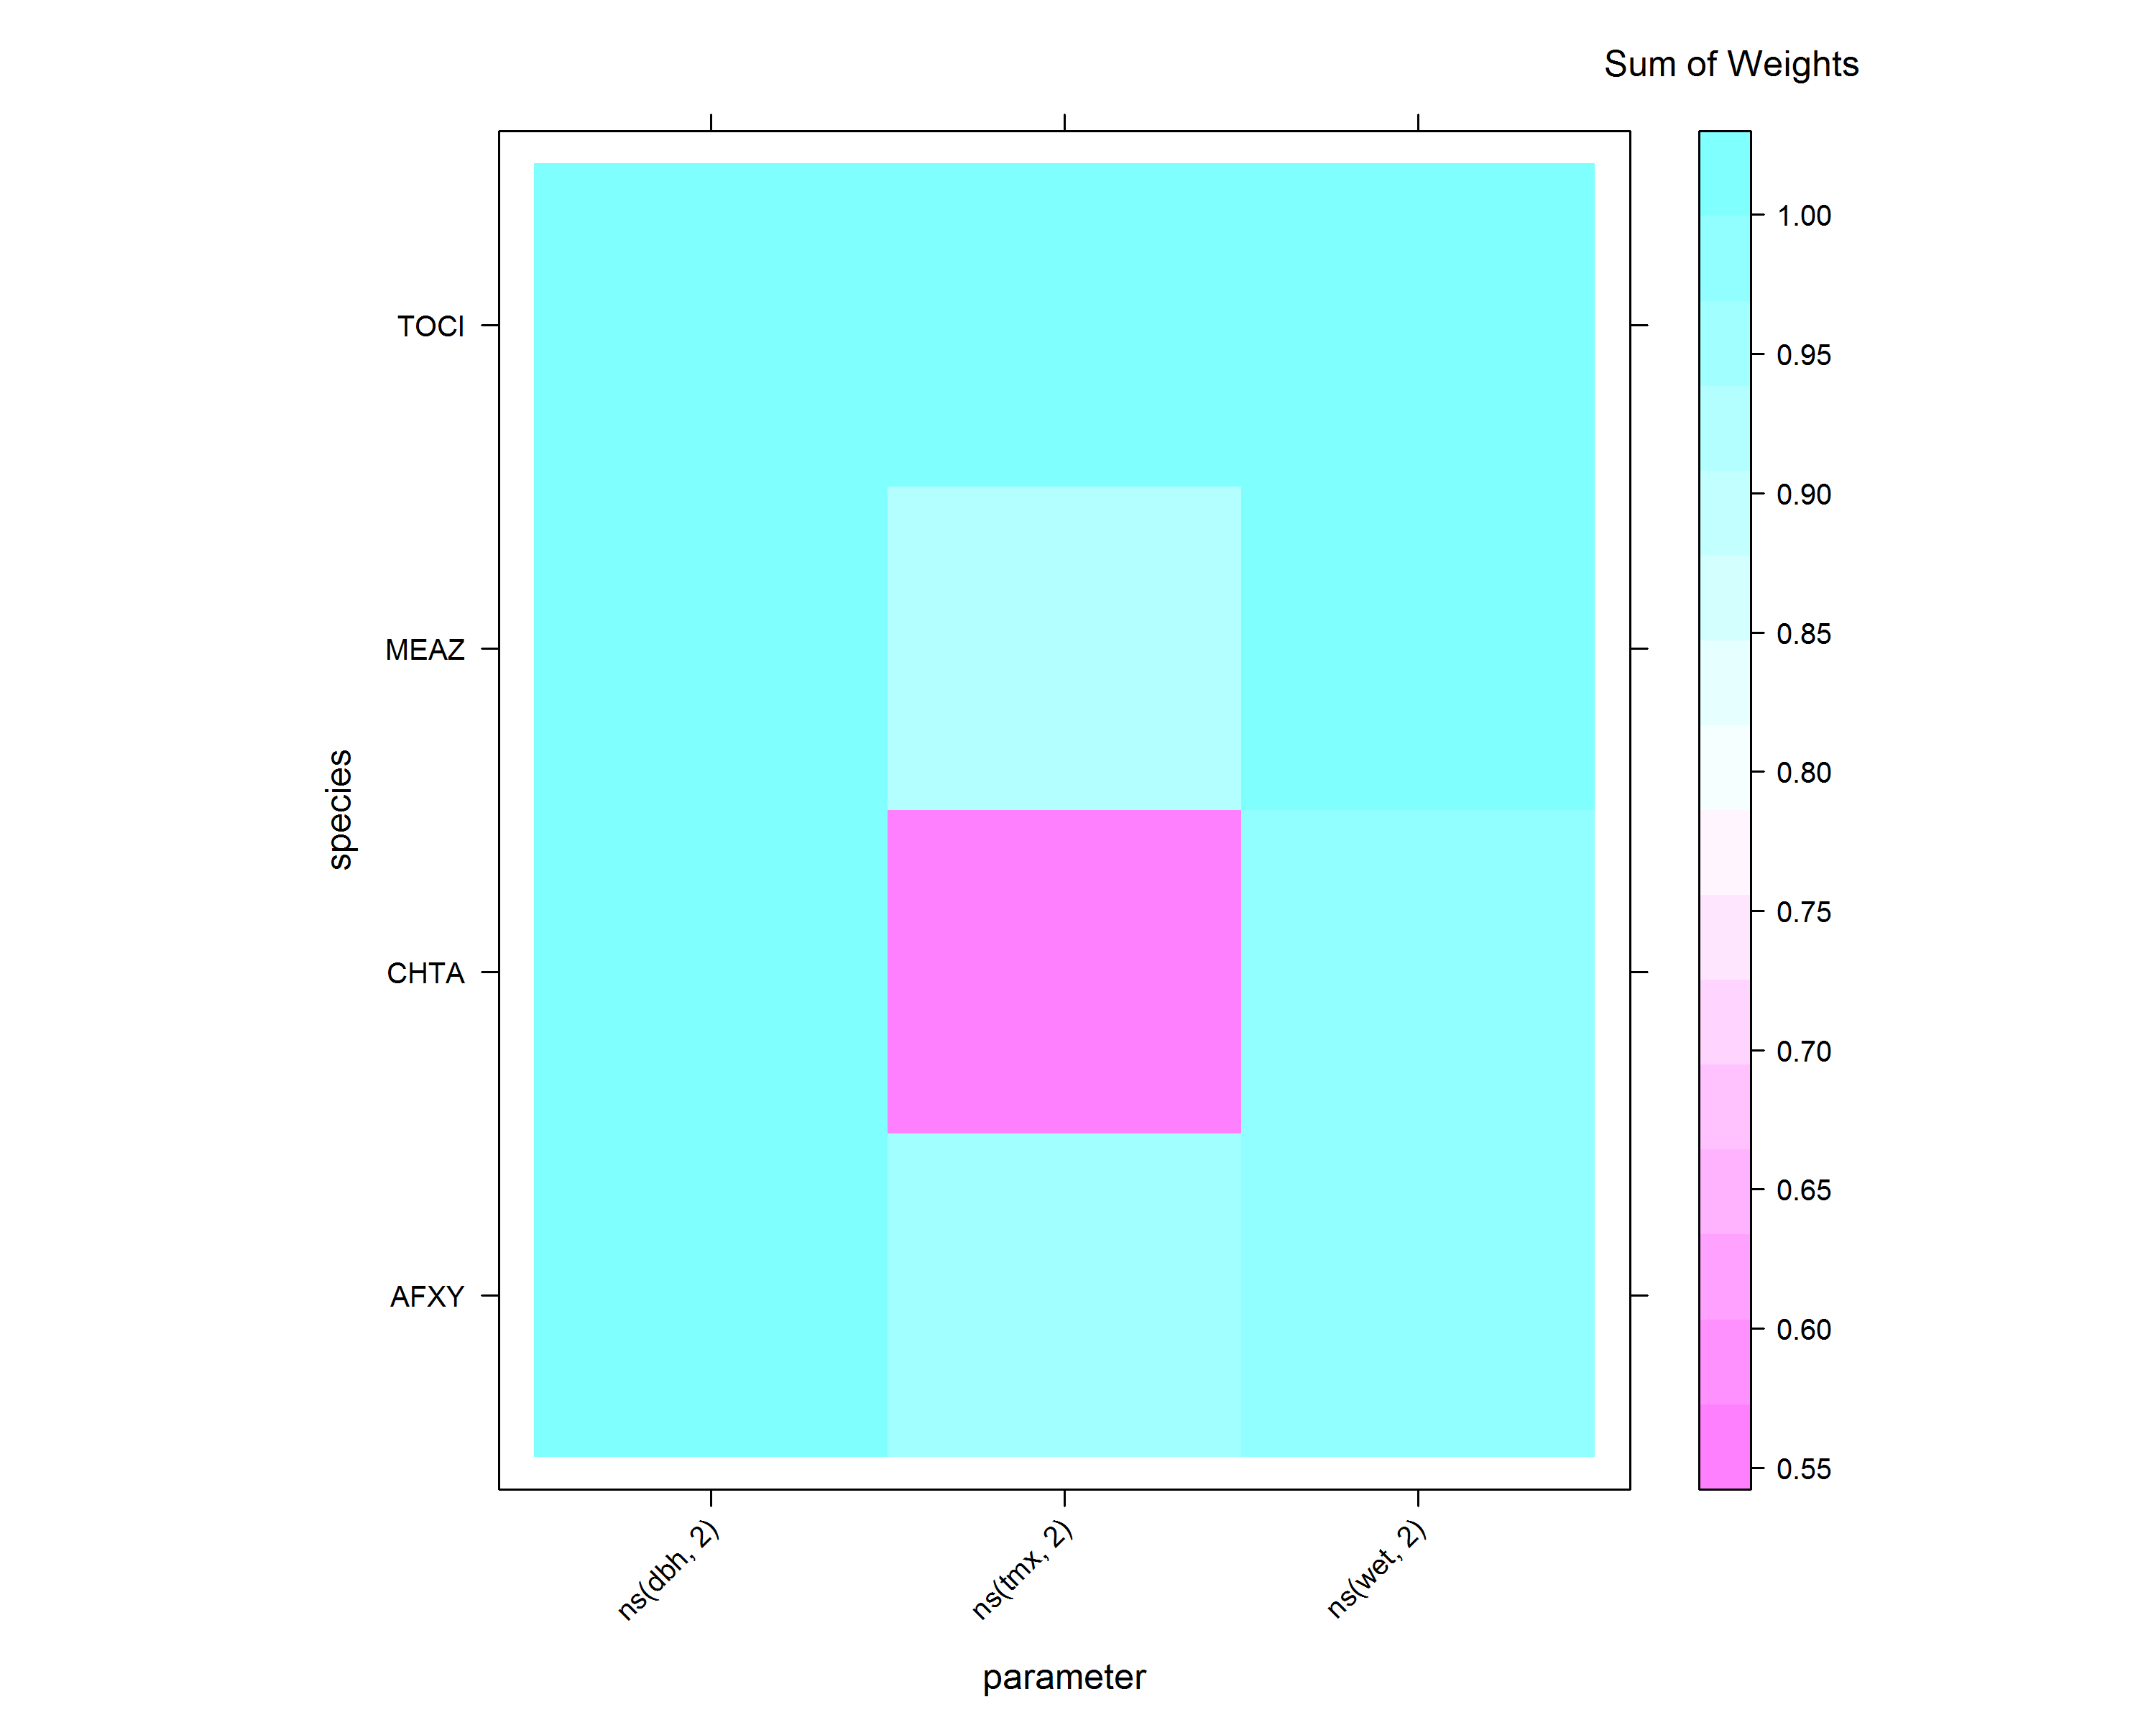 Sum of Weights
1.00
0.95
0.90
0.85
0.80
0.75
0.70
0.65
0.60
0.55
TOCI
MEAZ
CHTA
AFXY
species
ns(dbh, 2)
ns(tmx, 2)
ns(wet, 2)
parameter